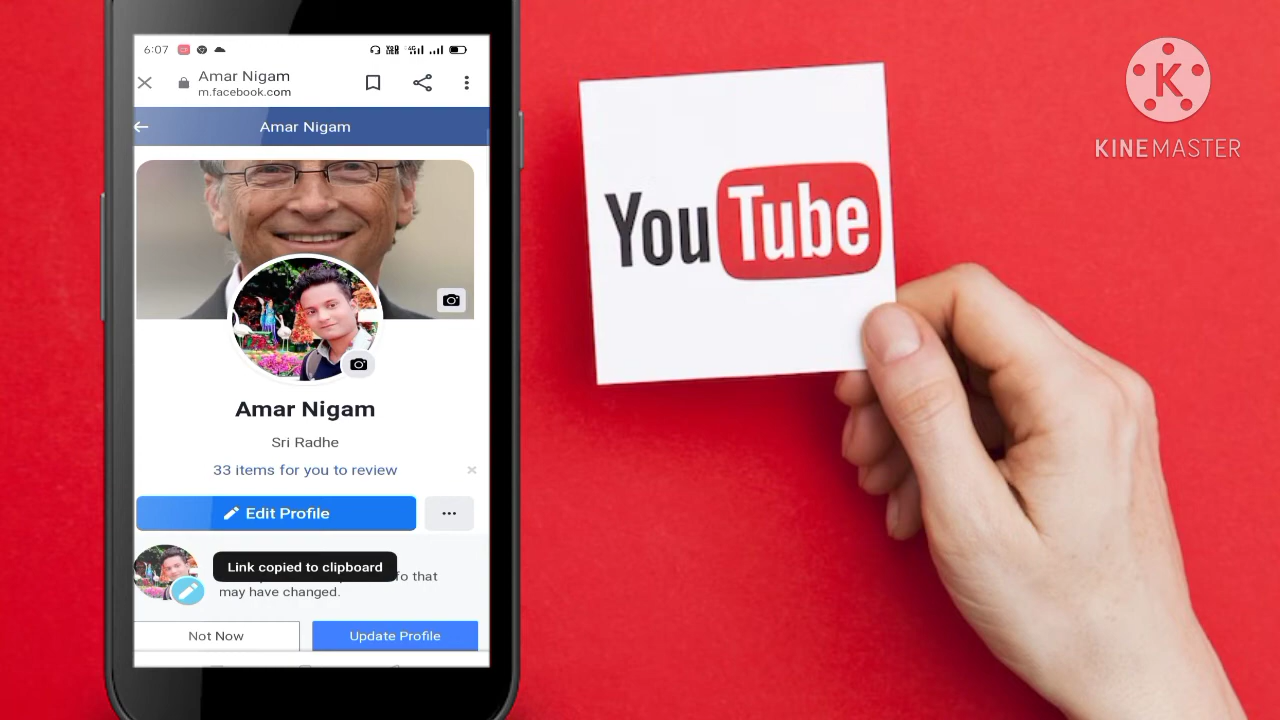 6:07
Amar Nigam
m.facebook.com
Amar Nigam
Amar Nigam
Sri Radhe
33 items for you to review
Edit Profile
Link copied to clipboard
fo that
may have changed.
Not Now
Update Profile
YouTube
K
KINEMASTER